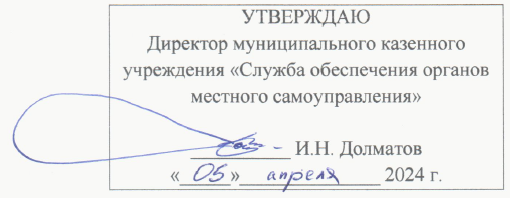 УТВЕРЖДАЮ
Директор муниципального казенного
учреждения «Служба обеспечения органов
местного самоуправления»
И.Н. Долматов
«05» апреля 2024 г.